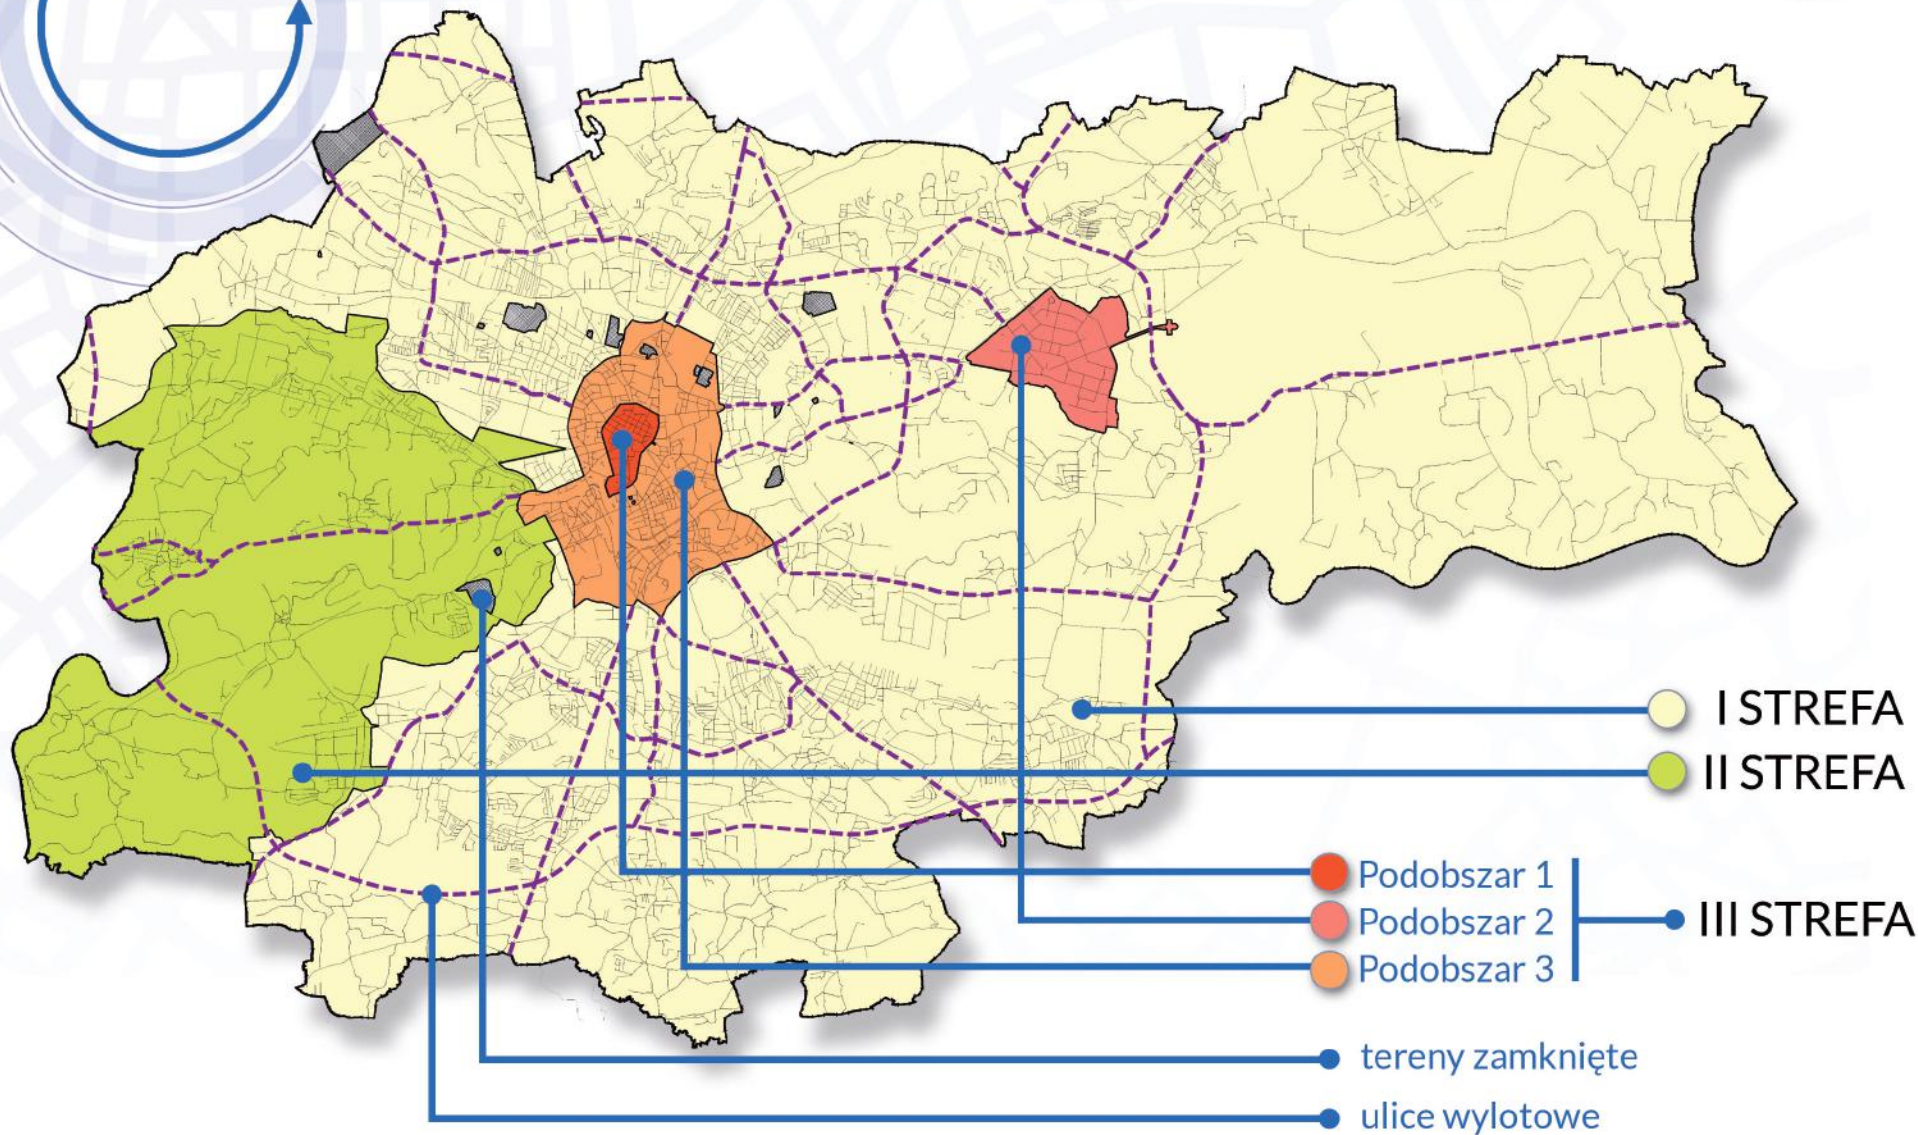 I STREFA
II STREFA
Podobszar 1
Podobszar 2
III STREFA
Podobszar 3
tereny zamknięte
ulice wylotowe